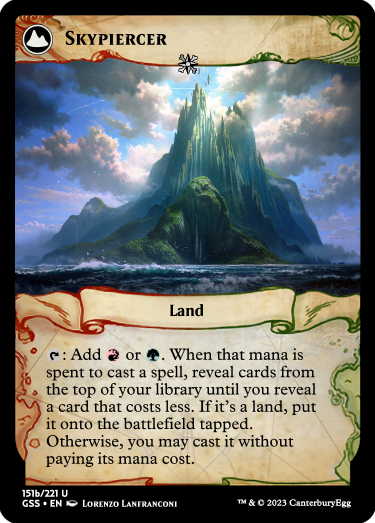 Skypiercer
Land
: Add or . When that mana is
spent to cast a spell, reveal cards from
the top of your library until you reveal
a card that costs less. If it's a land, put
it onto the battlefield tapped.
Otherwise, you may cast it without
paying its mana cost.
151b/221 U
GSS • EN Lorenzo Lanfranconi
™ & © 2023 CanterburyEgg